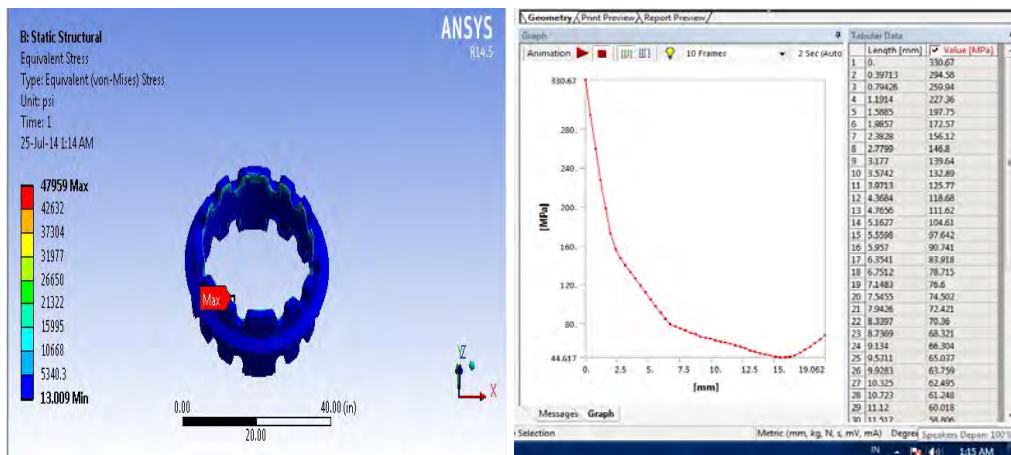 ANSYS
R14.5
B: Static Structural
Equivalent Stress
Type: Equivalent (von-Mises) Stress
Unit: psi
Time: 1
25-Jul-14 1:14 AM
47959 Max
42632
37304
31977
26650
21322
15995
10668
5340.3
13.009 Min
Max
0.00 40.00 (in)
20.00
Y Z
X
Geometry Print Preview Report Preview
Graph
Animation 10 Frames 2 Sec (Auto
330.67
280.
240.
200.
160.
120.
80.
44.617
[MPa]
0. 2.5 5. 7.5 10. 12.5 15. 19.062
[mm]
Messages Graph
Tabular Data
Length [mm] Value [MPa]
1 0. 330.67
2 0.39713 294.58
3 0.79426 259.94
4 1.1914 227.36
5 1.5885 197.75
6 1.9857 172.57
7 2.3828 156.12
8 2.7799 146.8
9 3.177 139.64
10 3.5742 132.89
11 3.9713 125.77
12 4.3684 118.68
13 4.7656 111.62
14 5.1627 104.61
15 5.5598 97.642
16 5.957 90.741
17 6.3541 83.918
18 6.7512 78.715
19 7.1483 76.6
20 7.5455 74.502
21 7.9426 72.421
22 8.3397 70.36
23 8.7369 68.321
24 9.134 66.304
25 9.5311 65.037
26 9.9283 63.759
27 10.325 62.495
28 10.723 61.248
29 11.12 60.018
30 11.517 58.806
Selection Metric (mm, kg, N, s, mV, mA) Degre Speakers Depan: 100%
IN 1:15 AM